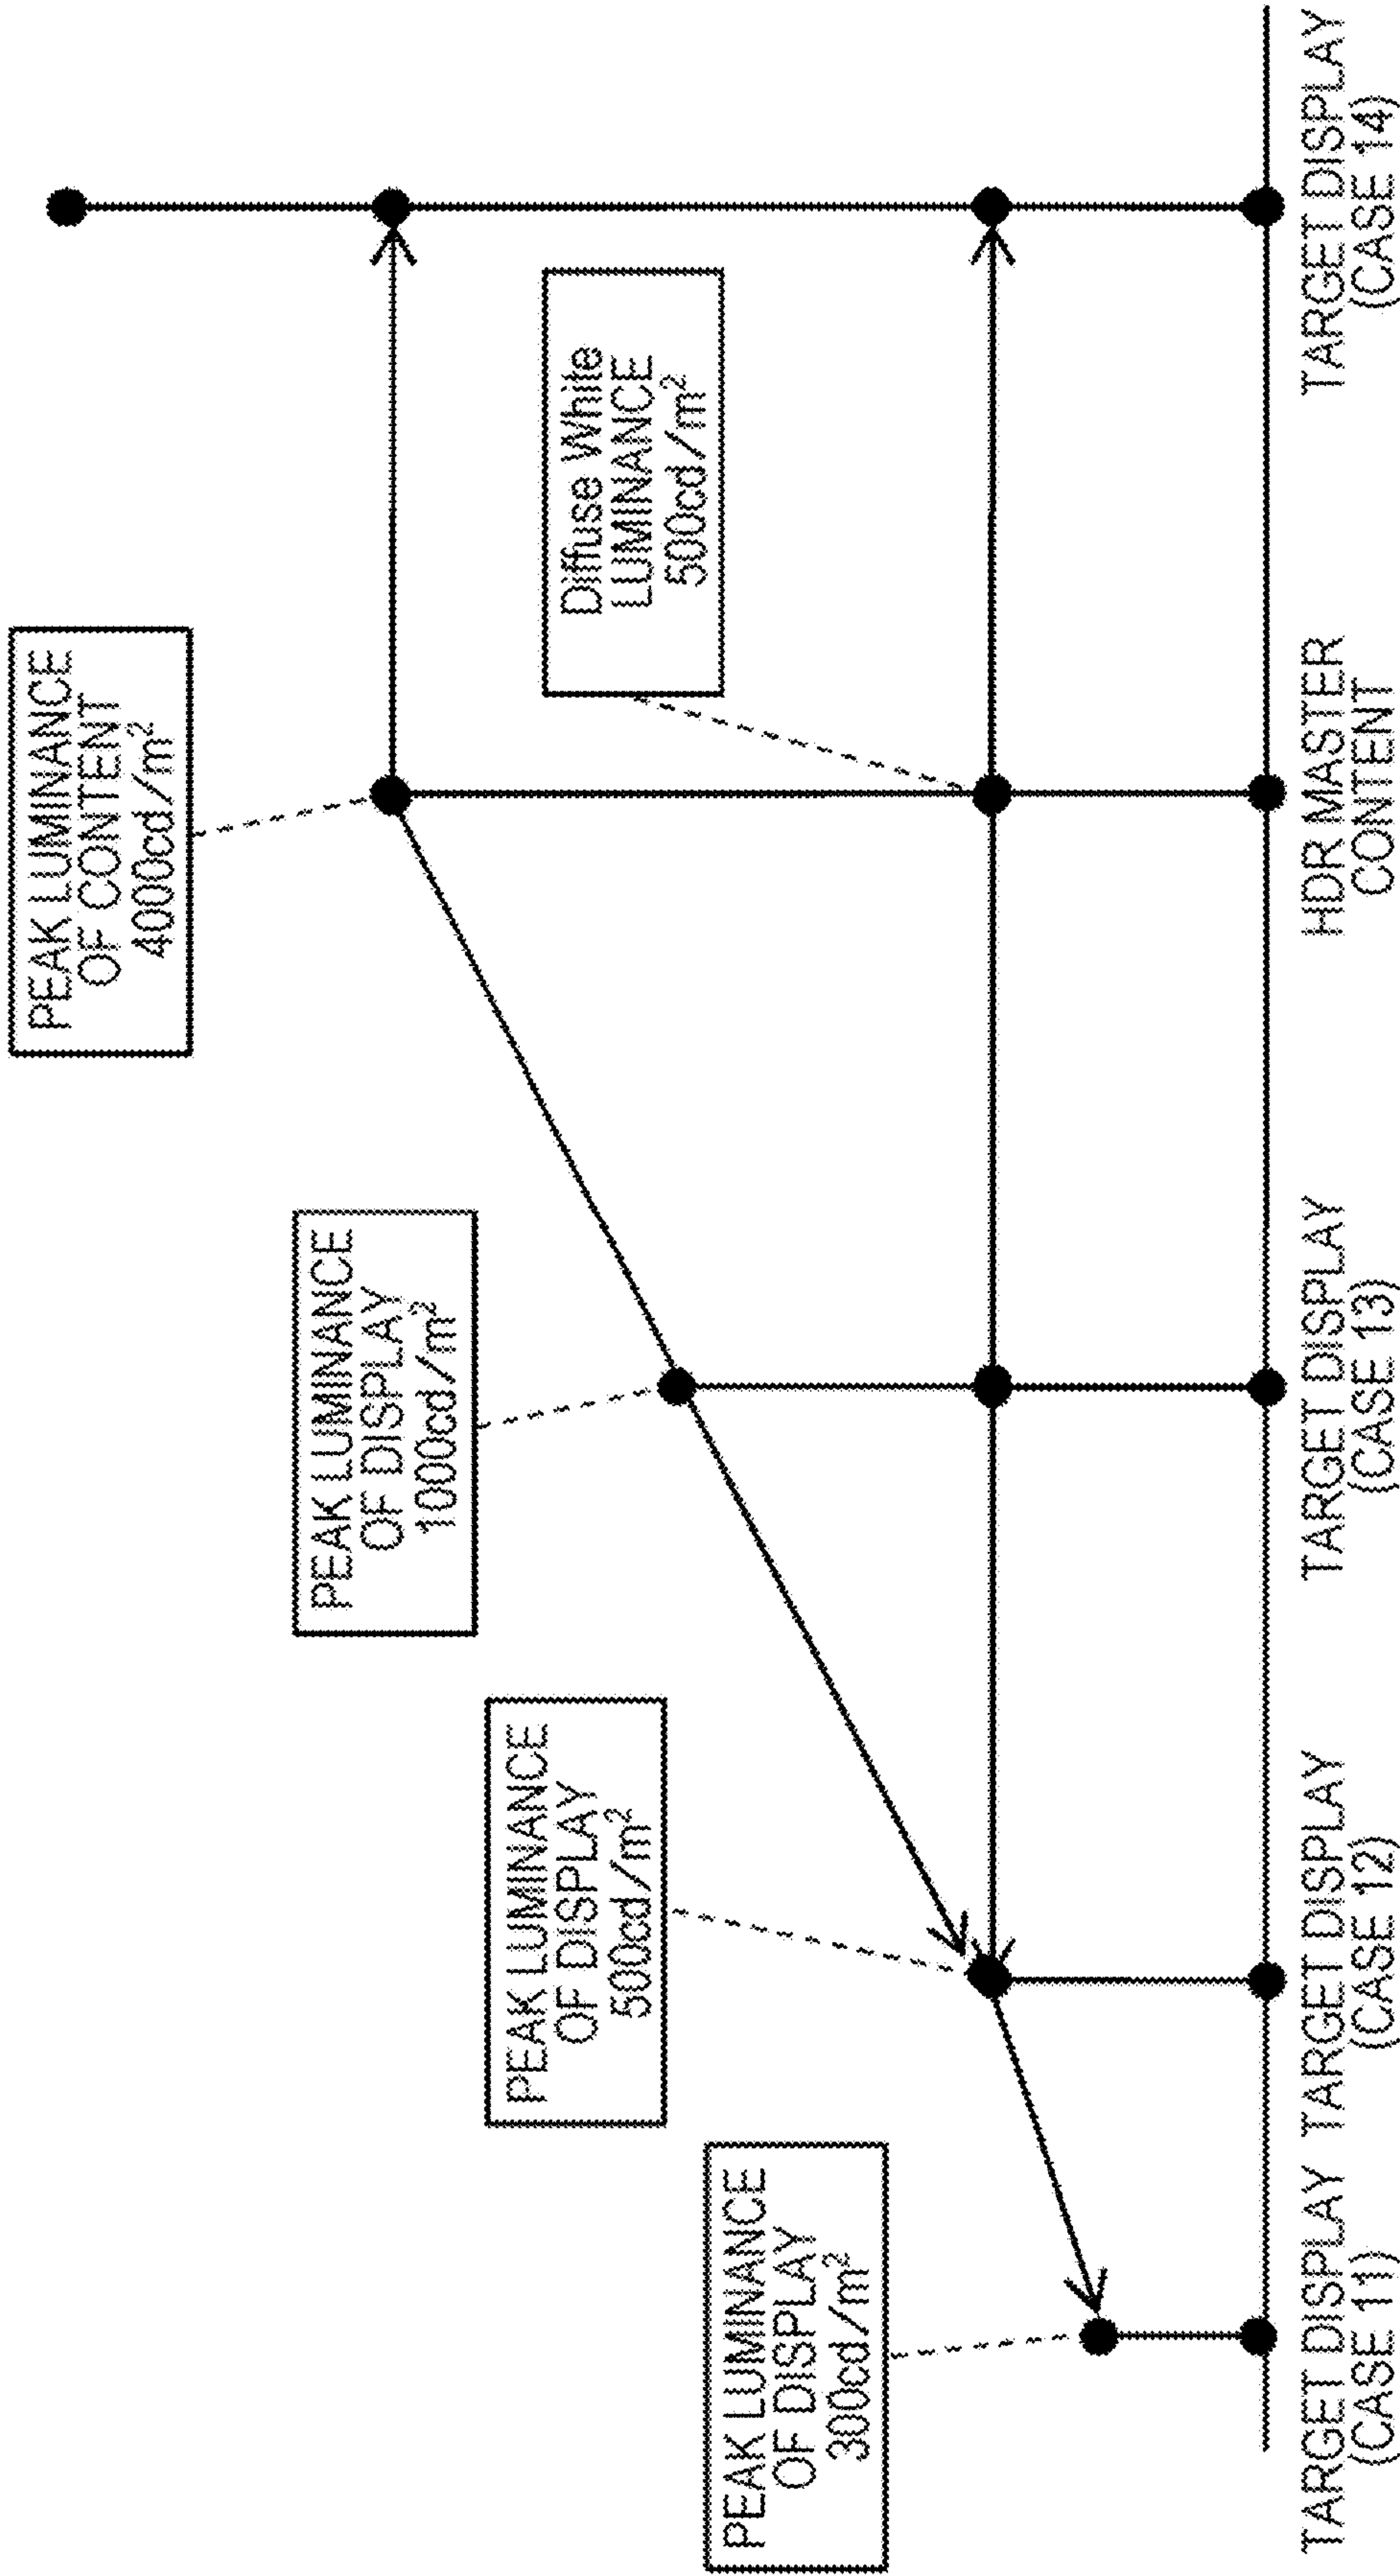 PEAK LUMINANCE
OF CONTENT
4000cd/m²
PEAK LUMINANCE
OF DISPLAY
1000cd/m²
PEAK LUMINANCE
OF DISPLAY
500cd/m²
Diffuse White
LUMINANCE
500cd/m²
PEAK LUMINANCE
OF DISPLAY
300cd/m²
TARGET DISPLAY
(CASE 11)
TARGET DISPLAY
(CASE 12)
TARGET DISPLAY
(CASE 13)
HDR MASTER
CONTENT
TARGET DISPLAY
(CASE 14)